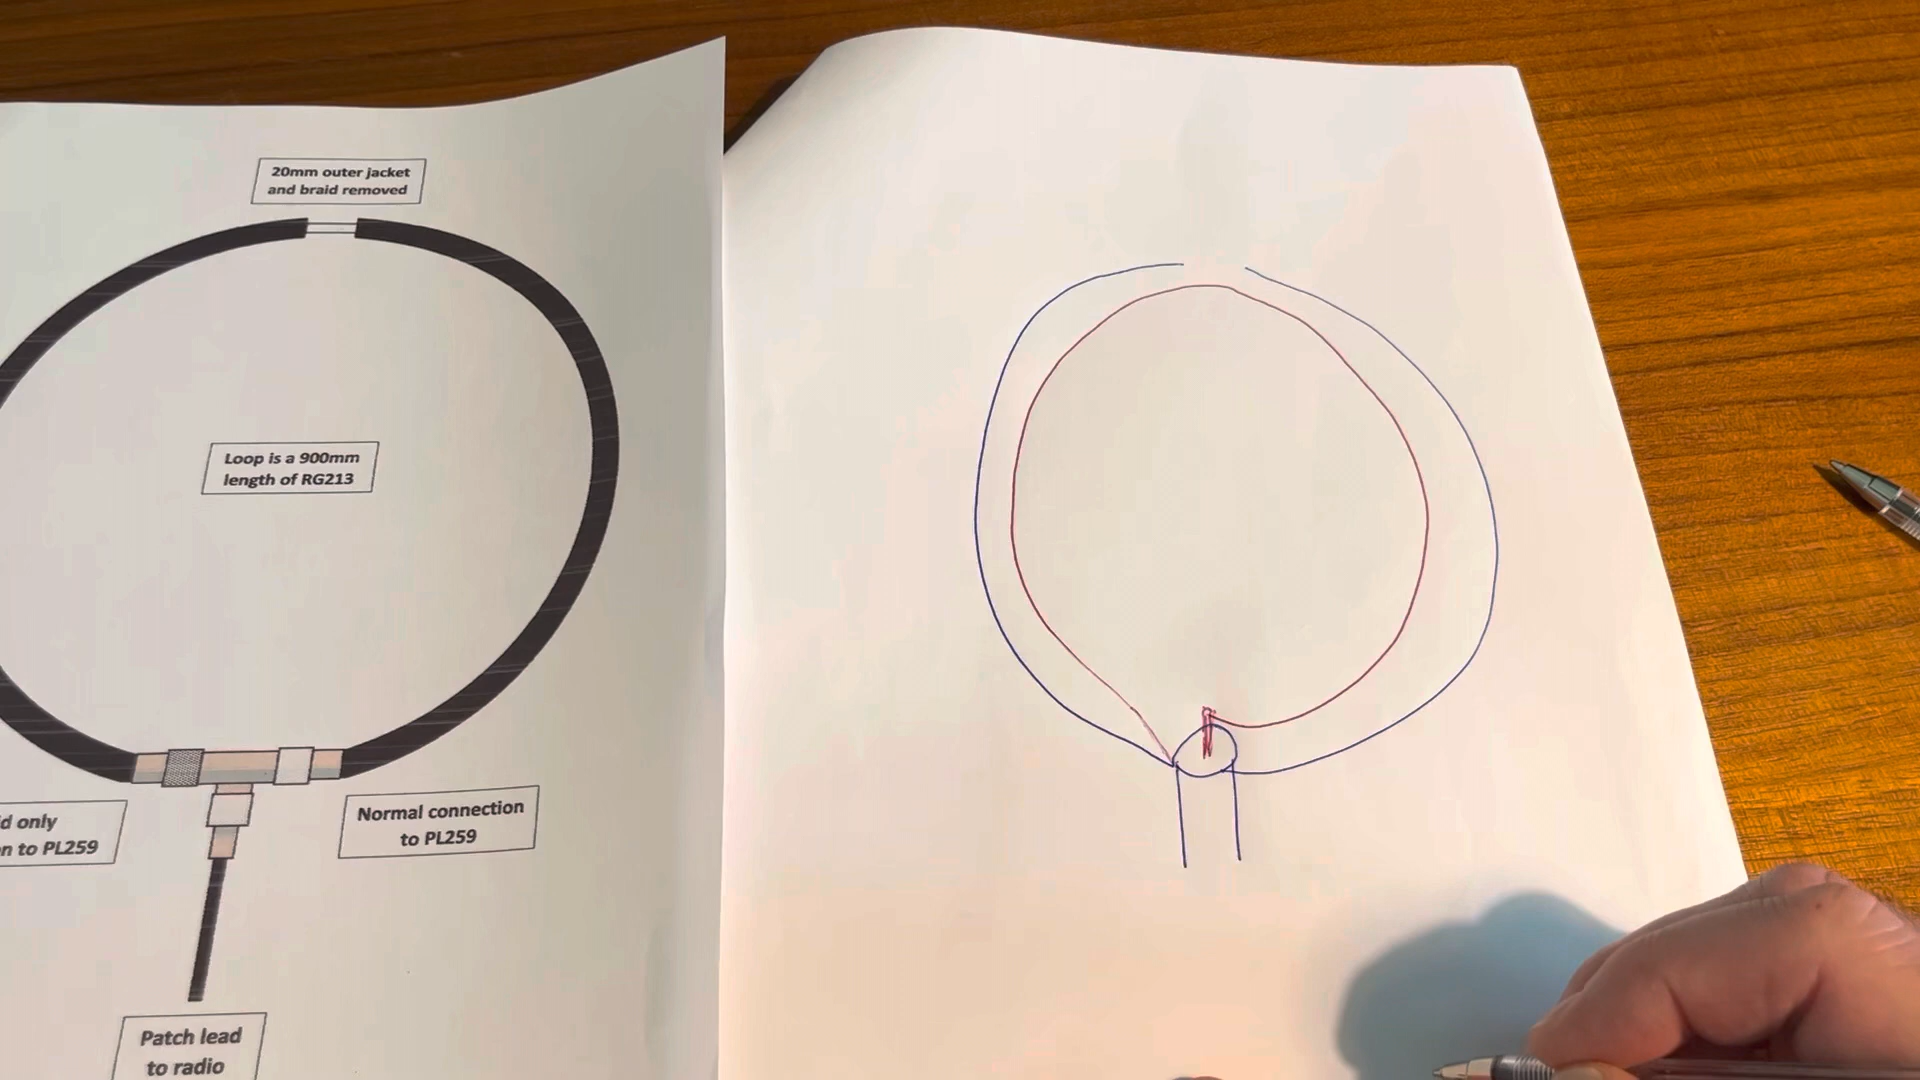 20mm outer jacket
and braid removed
Loop is a 900mm
length of RG213
d only
n to PL259
Normal connection
to PL259
Patch lead
to radio